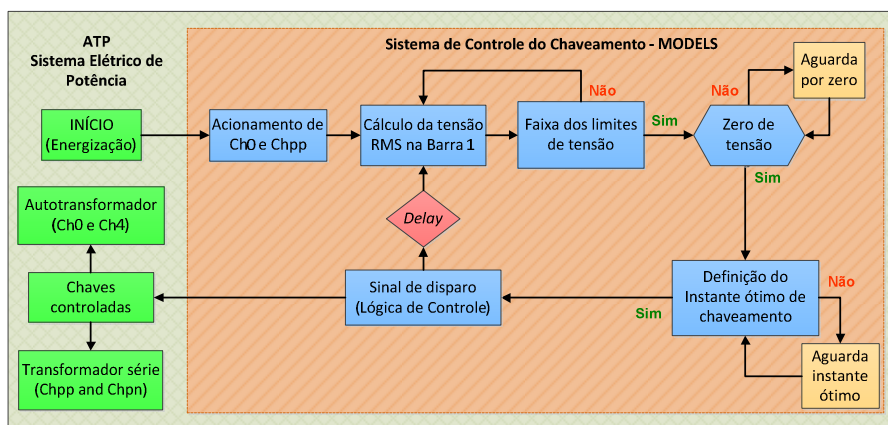 ATP
Sistema Elétrico de
Potência
Sistema de Controle do Chaveamento - MODELS
INÍCIO
(Energização)
Acionamento de
Ch0 e Chpp
Cálculo da tensão
RMS na Barra 1
Não
Faixa dos limites
de tensão
Sim
Não
Zero de
tensão
Aguarda
por zero
Sim
Autotransformador
(Ch0 e Ch4)
Delay
Chaves
controladas
Sinal de disparo
(Lógica de Controle)
Sim
Definição do
Instante ótimo de
chaveamento
Não
Aguarda
instante
ótimo
Transformador série
(Chpp and Chpn)